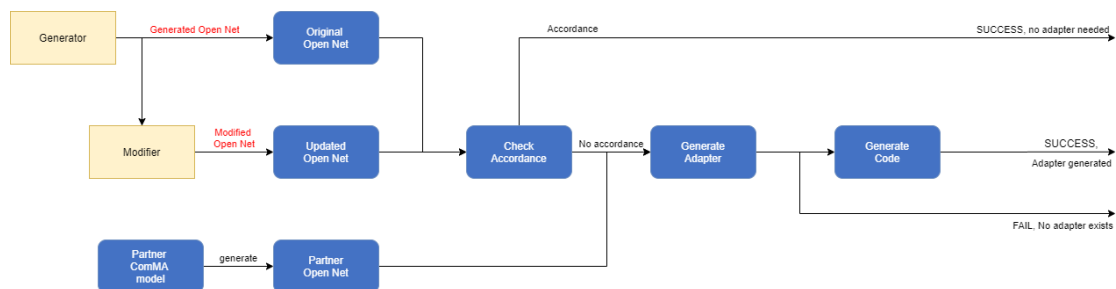 Generator
Generated Open Net
Original
Open Net
Accordance
SUCCESS, no adapter needed
Modifier
Modified
Open Net
Updated
Open Net
Check
Accordance
No accordance
Generate
Adapter
Generate
Code
SUCCESS,
Adapter generated
FAIL, No adapter exists
Partner
ComMA
model
generate
Partner
Open Net